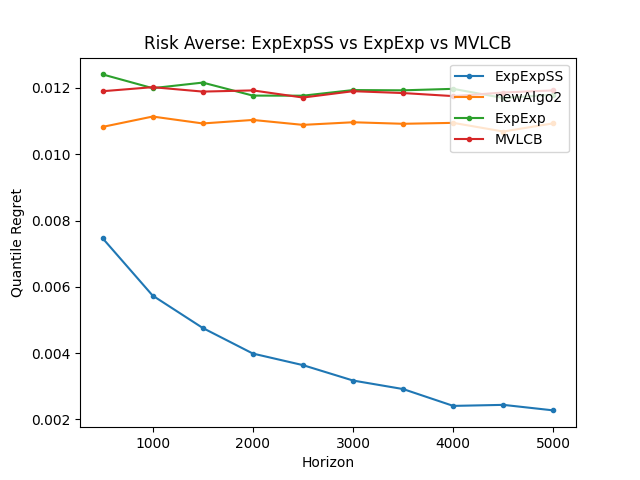 Risk Averse: ExpExpSS vs ExpExp vs MVLCB
Quantile Regret
0.012
0.010
0.008
0.006
0.004
0.002
ExpExpSS
newAlgo2
ExpExp
MVLCB
1000 2000 3000 4000 5000
Horizon